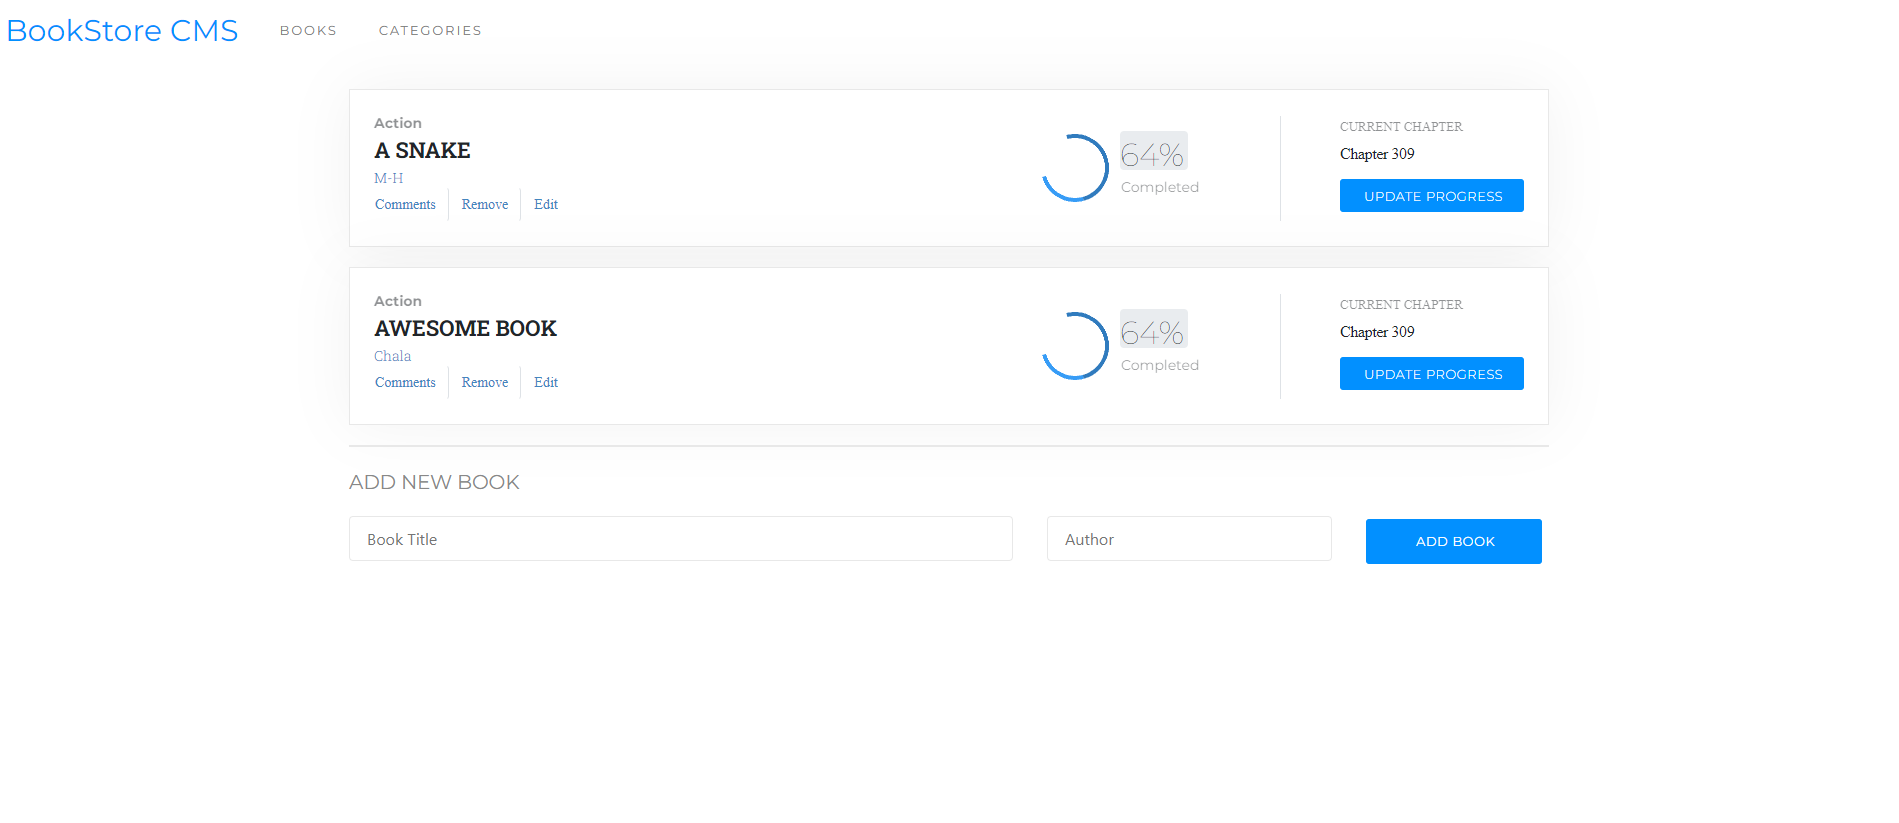 BookStore CMS BOOKS CATEGORIES
Action
A SNAKE
M-H
Comments Remove Edit
64%
Completed
CURRENT CHAPTER
Chapter 309
UPDATE PROGRESS
Action
AWESOME BOOK
Chala
Comments Remove Edit
64%
Completed
CURRENT CHAPTER
Chapter 309
UPDATE PROGRESS
ADD NEW BOOK
Book Title Author ADD BOOK